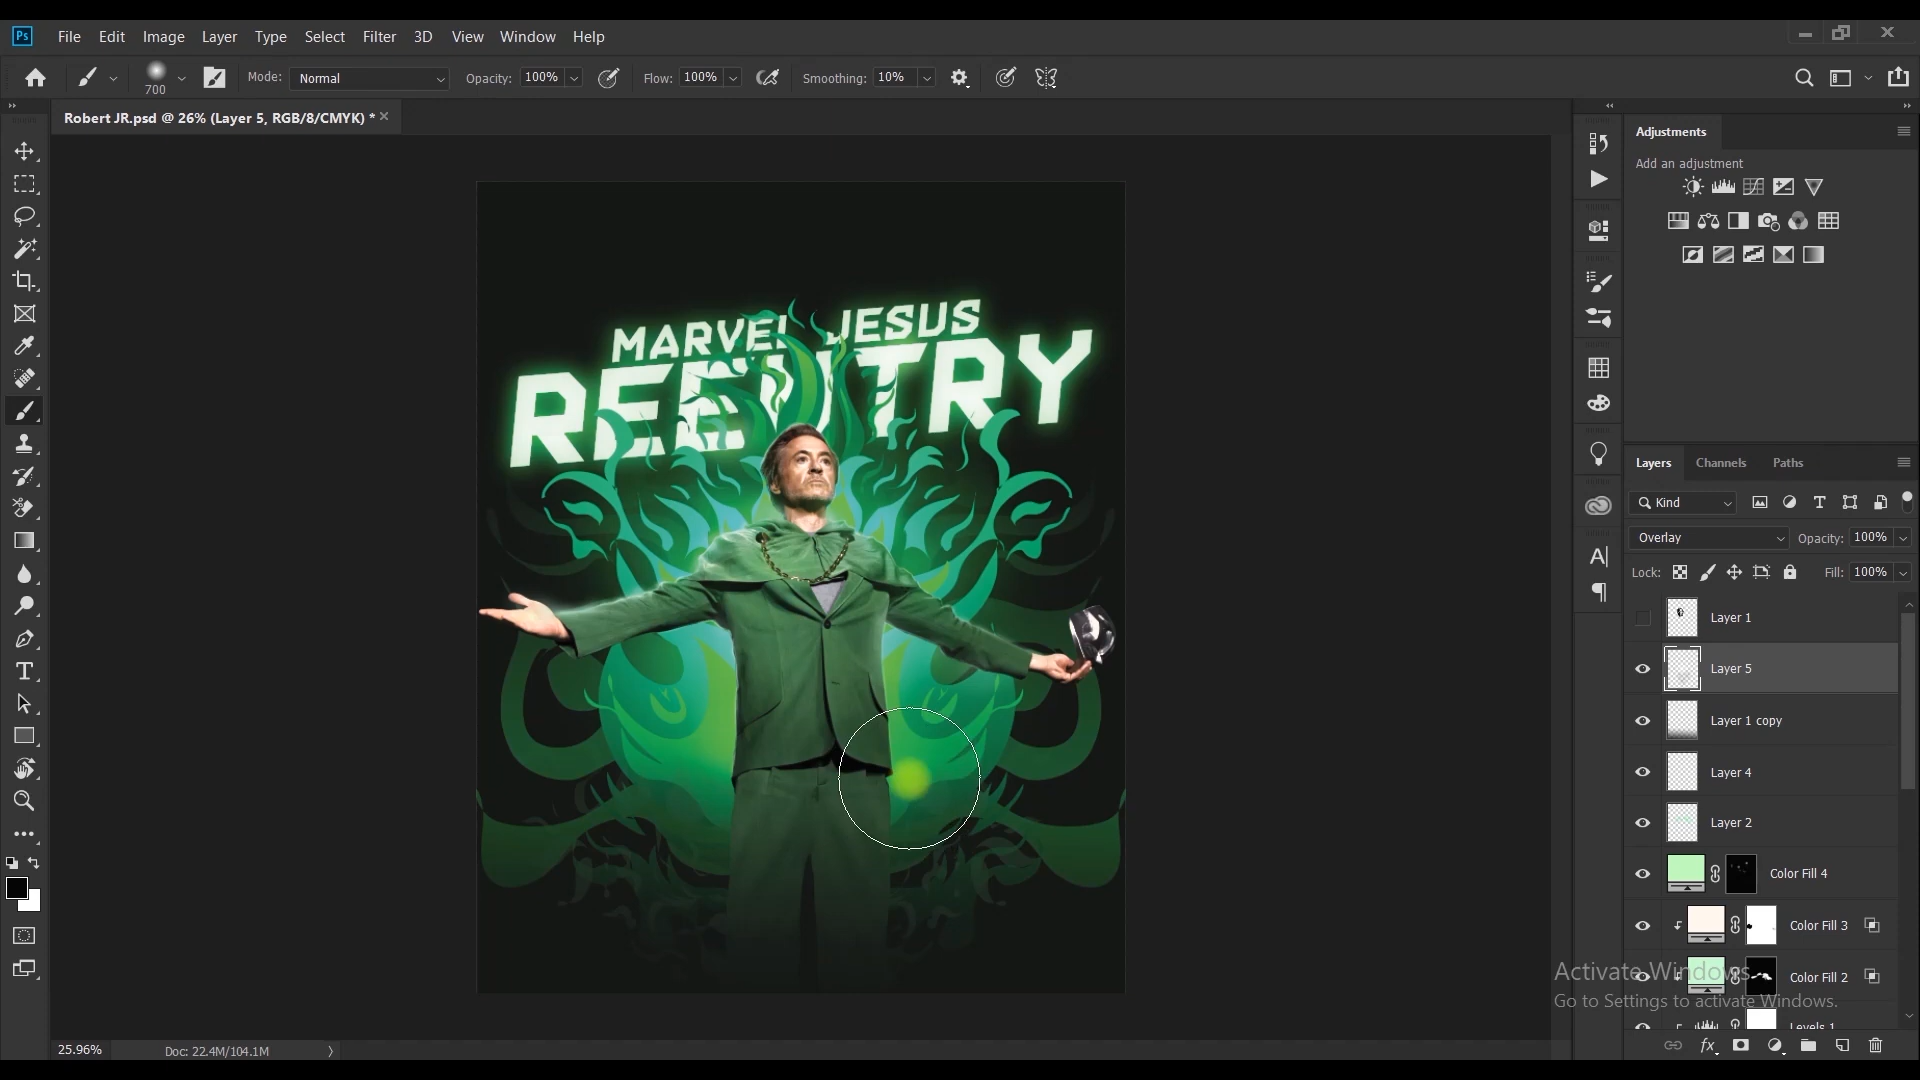 Ps File Edit Image Layer Type Select Filter 3D View Window Help
700 Mode: Normal Opacity: 100% Flow: 100% Smoothing: 10%
Robert JR.psd @ 26% (Layer 5, RGB/8/CMYK) *
Adjustments
Add an adjustment
MARVEL JESUS
REENTRY
Layers Channels Paths
Kind
Overlay Opacity: 100%
Lock: Fill: 100%
Layer 1
Layer 5
Layer 1 copy
Layer 4
Layer 2
Color Fill 4
Color Fill 3
Color Fill 2
Levels 1
Activate Windows
Go to Settings to activate Windows.
25.96% Doc: 22.4M/104.1M